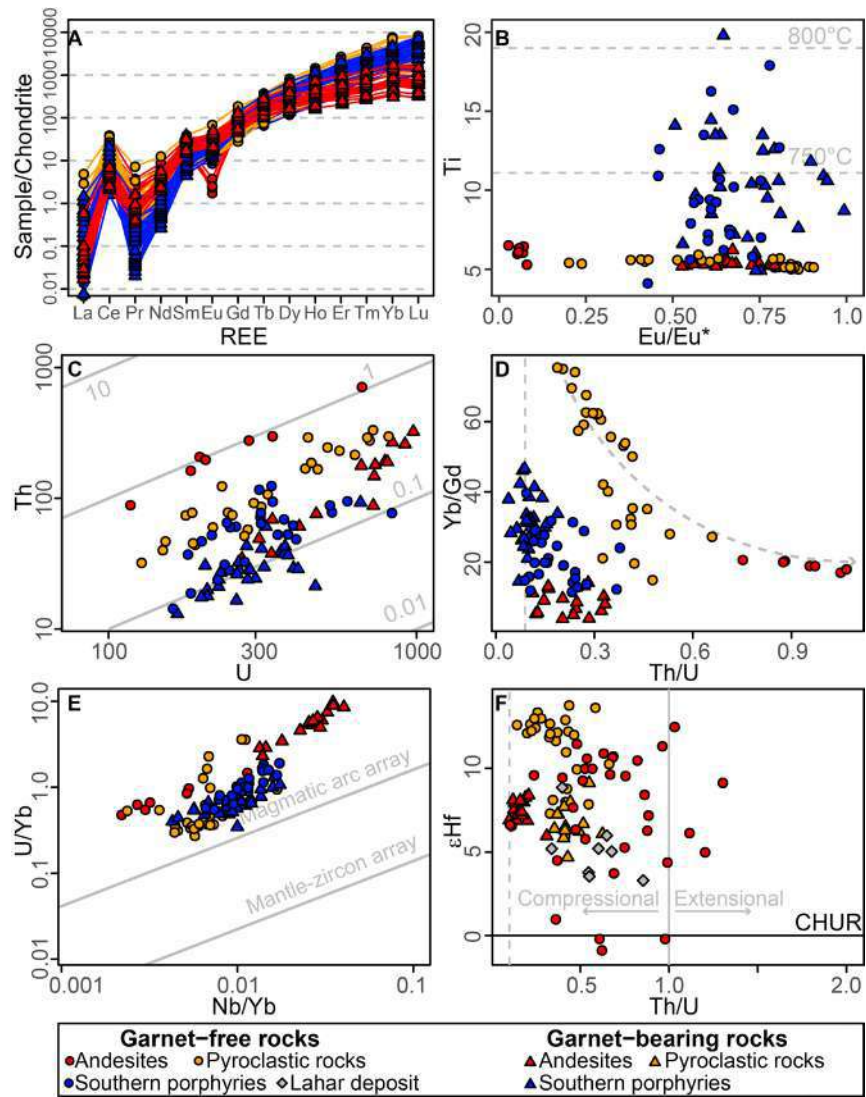 A
Sample/Chondrite
10000
1000
100
10
1.0
0.1
0.01
La Ce Pr Nd Sm Eu Gd Tb Dy Ho Er Tm Yb Lu
REE
B
Ti
20
15
10
5
800°C
750°C
0.0 0.25 0.50 0.75 1.0
Eu/Eu*
C
Th
1000
100
10
10
1
0.1
0.01
100 300 1000
U
D
Yb/Gd
60
40
20
0.0 0.3 0.6 0.9
Th/U
E
U/Yb
10.0
1.0
0.1
0.01
Magmatic arc array
Mantle-zircon array
0.001 0.01 0.1
Nb/Yb
F
εHf
15
10
5
0
Compressional Extensional
CHUR
0.5 1.0 2.0
Th/U
Garnet-free rocks
Andesites Pyroclastic rocks
Southern porphyries Lahar deposit
Garnet-bearing rocks
Andesites Pyroclastic rocks
Southern porphyries